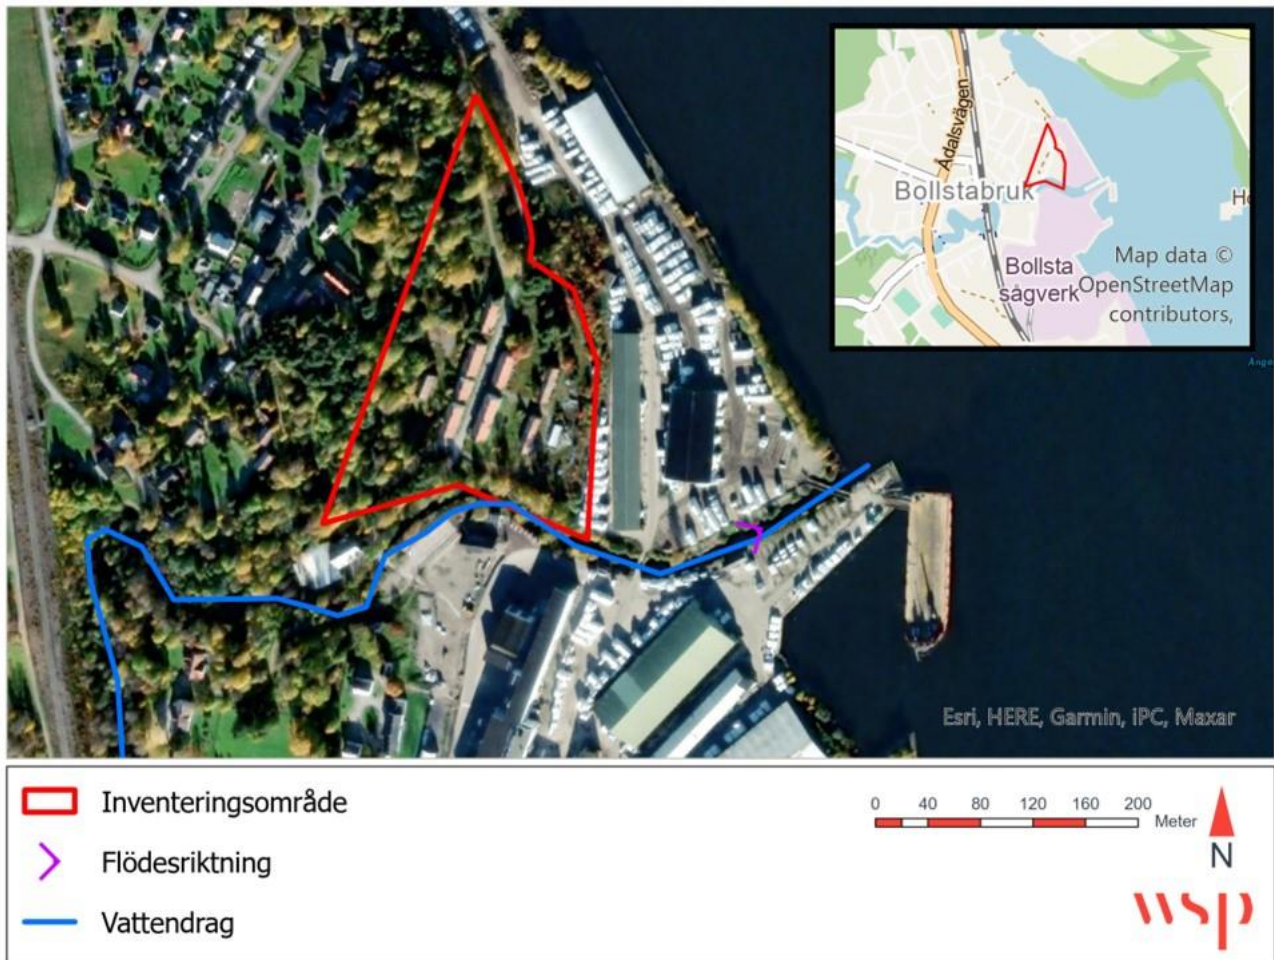 Ådalsvägen
Bollstabruk
Bollsta
sågverk
Map data ©
OpenStreetMap
contributors,
Esri, HERE, Garmin, iPC, Maxar
Inventeringsområde
Flödesriktning
Vattendrag
0 40 80 120 160 200
Meter
N
wsp